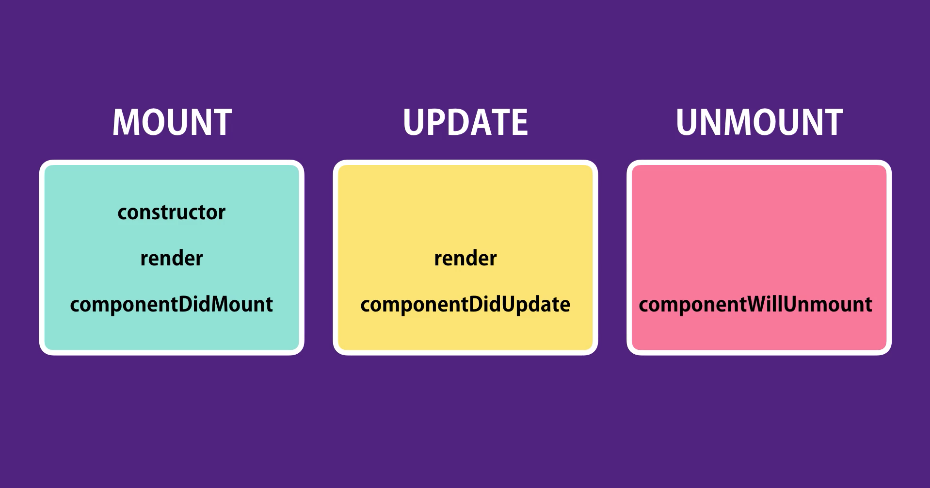 MOUNT
constructor
render
componentDidMount
UPDATE
render
componentDidUpdate
UNMOUNT
componentWillUnmount